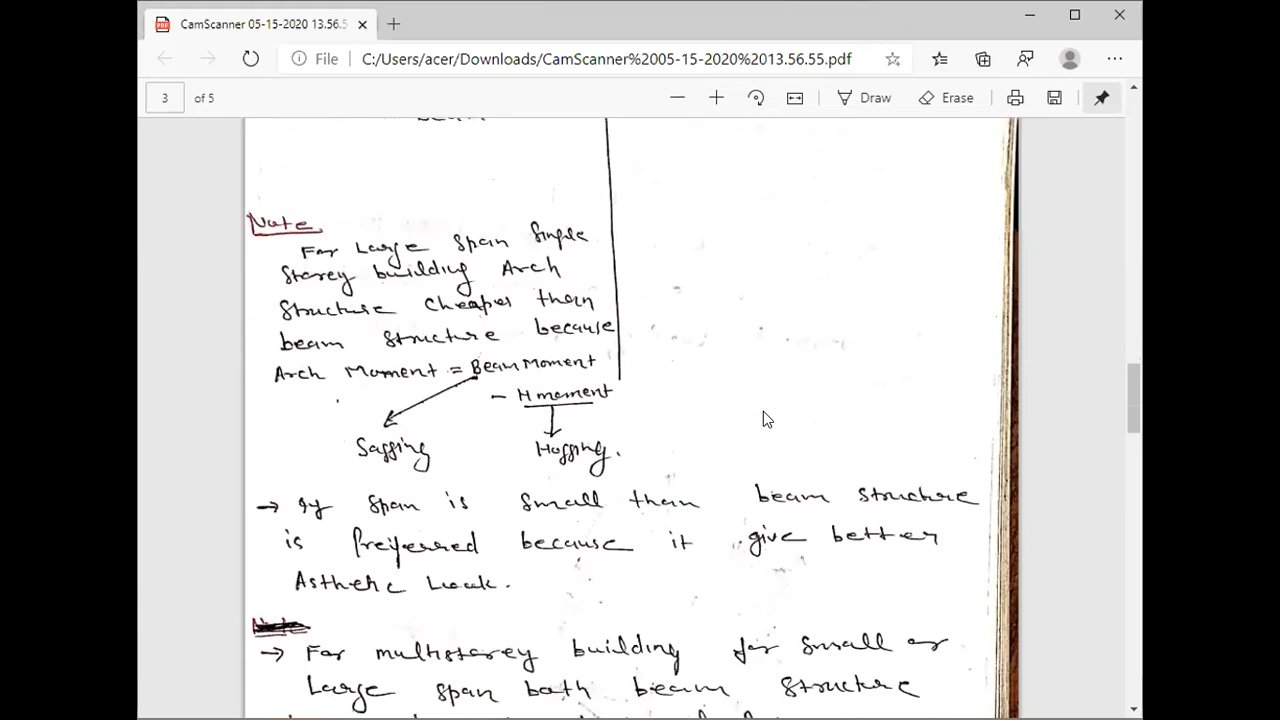 CamScanner 05-15-2020 13.56.5
File C:/Users/acer/Downloads/CamScanner%2005-15-2020%2013.56.55.pdf
3 of 5 Draw Erase
Note
For Large span Single
Storey building Arch
Structure cheaper than
beam structure because
Arch Moment = Beam Moment
- H moment
Sagging Hogging.
→ If span is small than beam structure
is Preferred because it give better
Asthetic Look.
→ For multistorey building for small or
Large span both beam structure